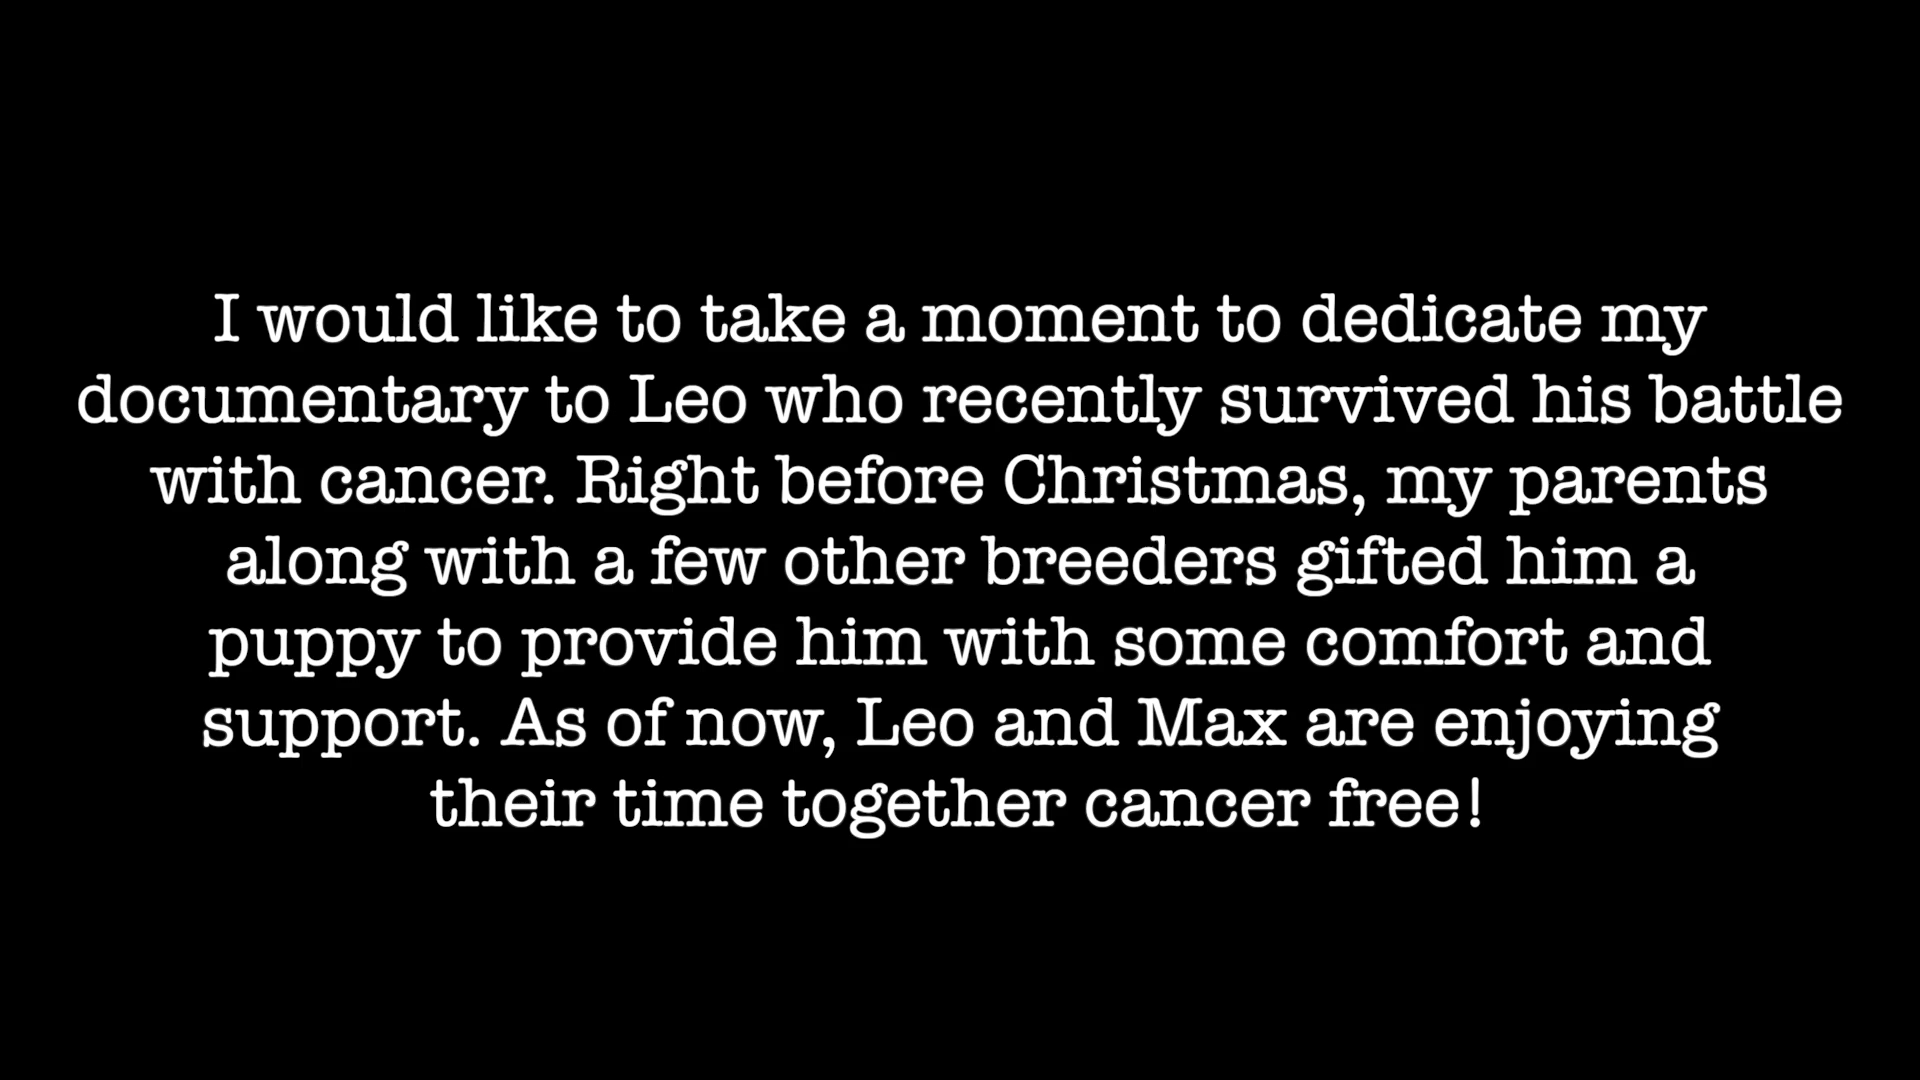 I would like to take a moment to dedicate my
documentary to Leo who recently survived his battle
with cancer. Right before Christmas, my parents
along with a few other breeders gifted him a
puppy to provide him with some comfort and
support. As of now, Leo and Max are enjoying
their time together cancer free!